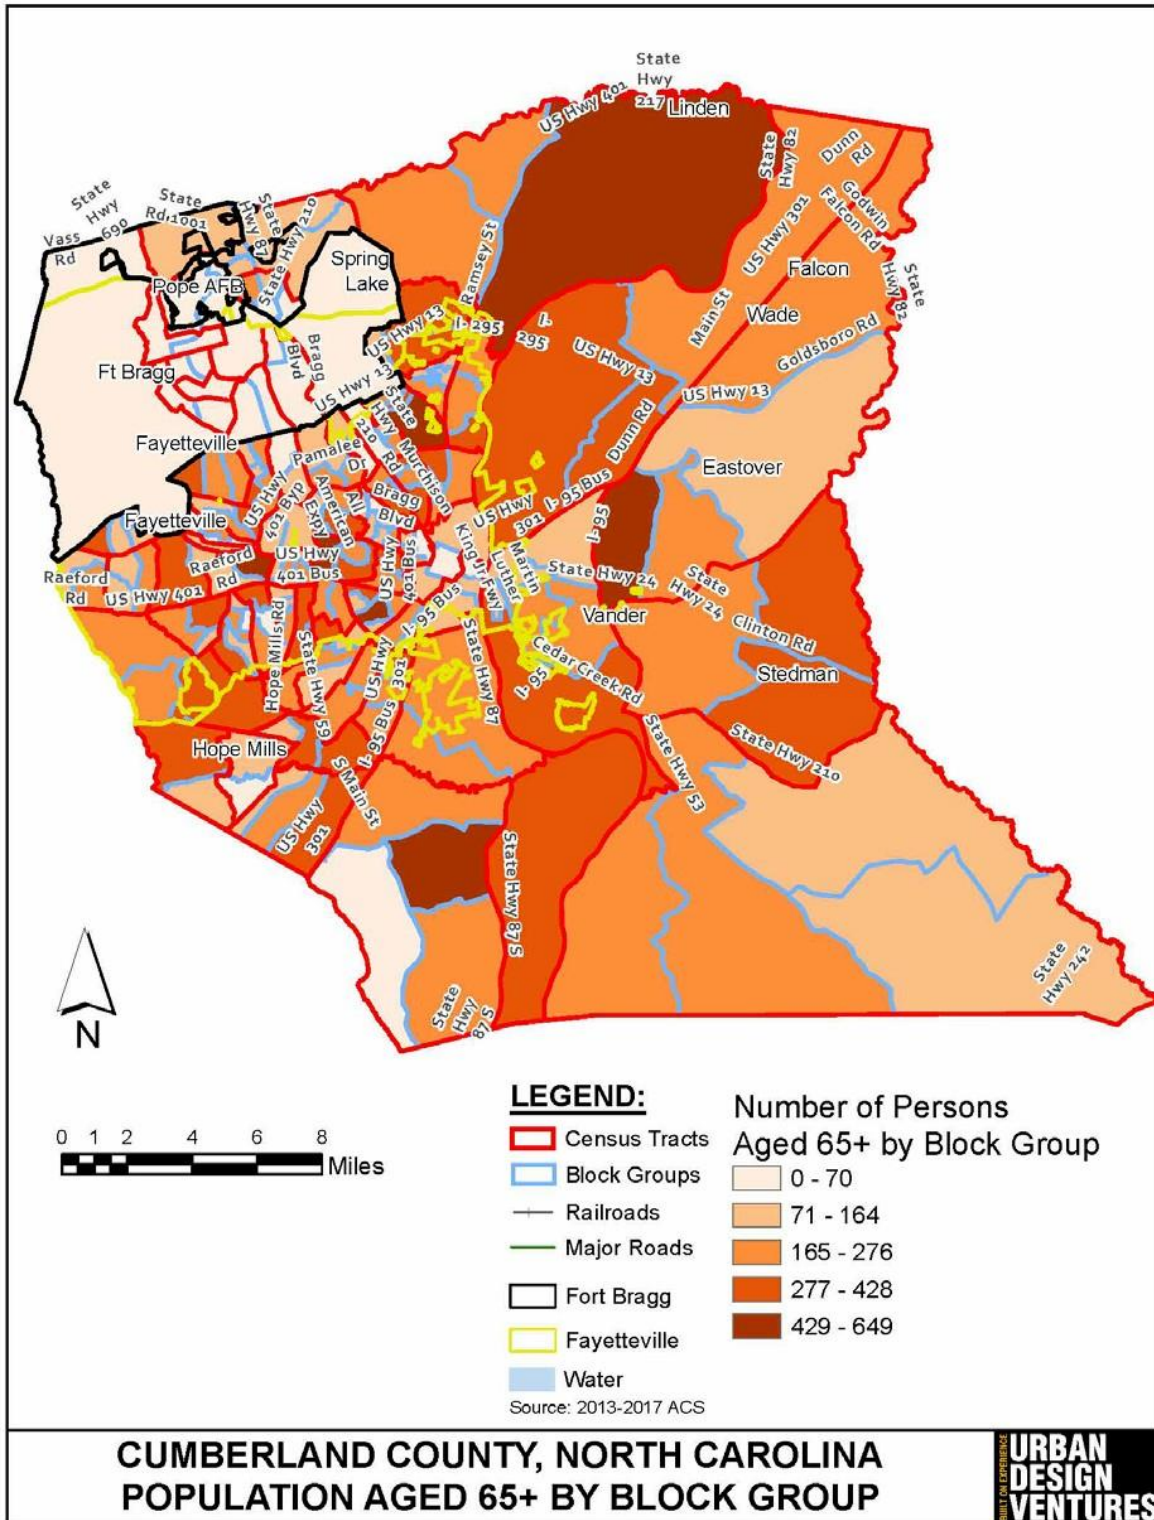 State
Hwy
217
US Hwy 401
Linden
State
Hwy 82
Dunn
Rd
State
Hwy
690
State
Rd 1001
State
Hwy 87
State Hwy 210
Vass
Rd
Godwin
Falcon Rd
US Hwy 301
Ramsey St
Spring
Lake
Pope AFB
Falcon
State
Hwy 82
Main St
Wade
Goldsboro Rd
US Hwy 13
I- 295
I-
295
US Hwy 13
Bragg
Blvd
Ft Bragg
US Hwy 13
US Hwy 13
State
Hwy
210
Dunn Rd
Fayetteville
Pamalee
Dr
Rd
Murchison
Eastover
US Hwy
401 Byp
American
Expy
All
Bragg
Blvd
US Hwy
301
I- 95 Bus
I- 95
Fayetteville
Raeford
Rd
US Hwy
401 Bus
US Hwy
401 Bus
King Jr Fwy
Luther
Martin
State Hwy 24
State
Hwy 24
Raeford
Rd
US Hwy 401
I- 95 Bus
Vander
Clinton Rd
Hope Mills Rd
State Hwy 59
US Hwy
301
State Hwy 87
I- 95
Cedar Creek Rd
Stedman
Hope Mills
I- 95 Bus
S Main St
State Hwy 53
State Hwy 210
US Hwy
301
State Hwy 87 S
State
Hwy 242
State
Hwy
87 S
N
0 1 2 4 6 8
Miles
LEGEND:
Census Tracts
Block Groups
Railroads
Major Roads
Fort Bragg
Fayetteville
Water
Source: 2013-2017 ACS
Number of Persons
Aged 65+ by Block Group
0 - 70
71 - 164
165 - 276
277 - 428
429 - 649
CUMBERLAND COUNTY, NORTH CAROLINA
POPULATION AGED 65+ BY BLOCK GROUP
BUILT ON EXPERIENCE
URBAN
DESIGN
VENTURES